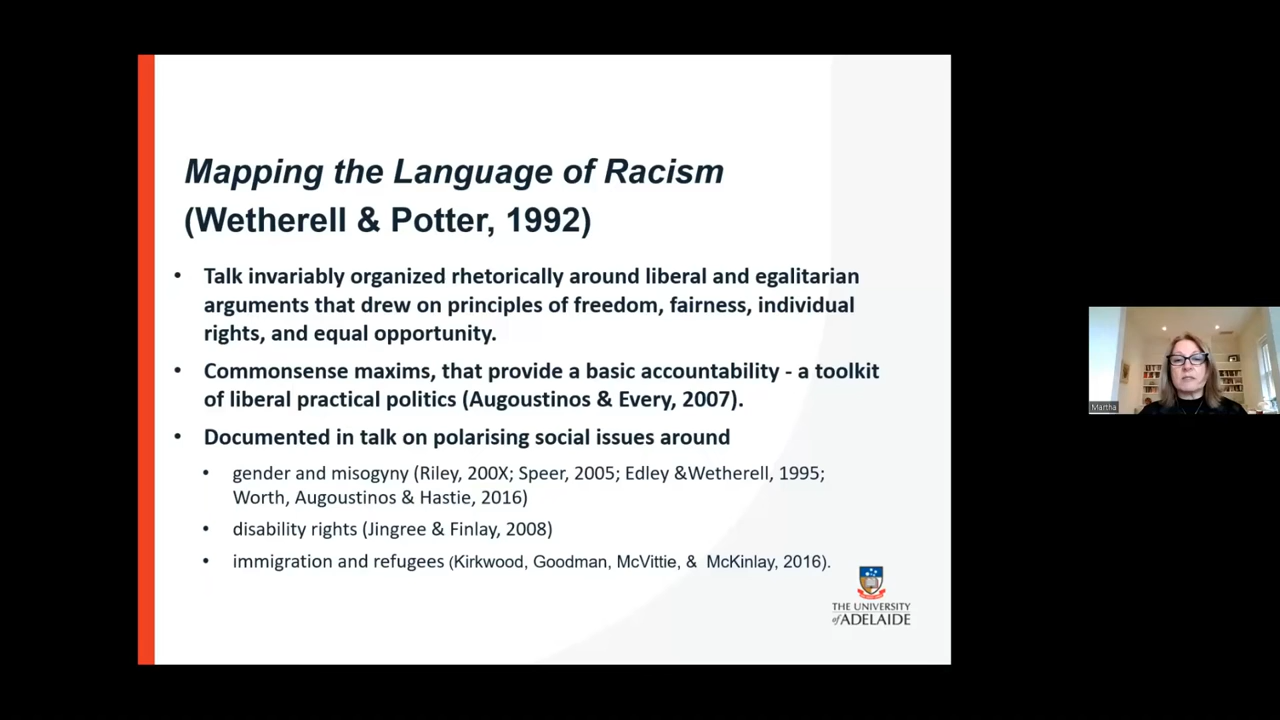 Mapping the Language of Racism
(Wetherell & Potter, 1992)
• Talk invariably organized rhetorically around liberal and egalitarian
arguments that drew on principles of freedom, fairness, individual
rights, and equal opportunity.
• Commonsense maxims, that provide a basic accountability - a toolkit
of liberal practical politics (Augoustinos & Every, 2007).
• Documented in talk on polarising social issues around
• gender and misogyny (Riley, 200X; Speer, 2005; Edley &Wetherell, 1995;
Worth, Augoustinos & Hastie, 2016)
• disability rights (Jingree & Finlay, 2008)
• immigration and refugees (Kirkwood, Goodman, McVittie, & McKinlay, 2016).
THE UNIVERSITY
of ADELAIDE
Martha